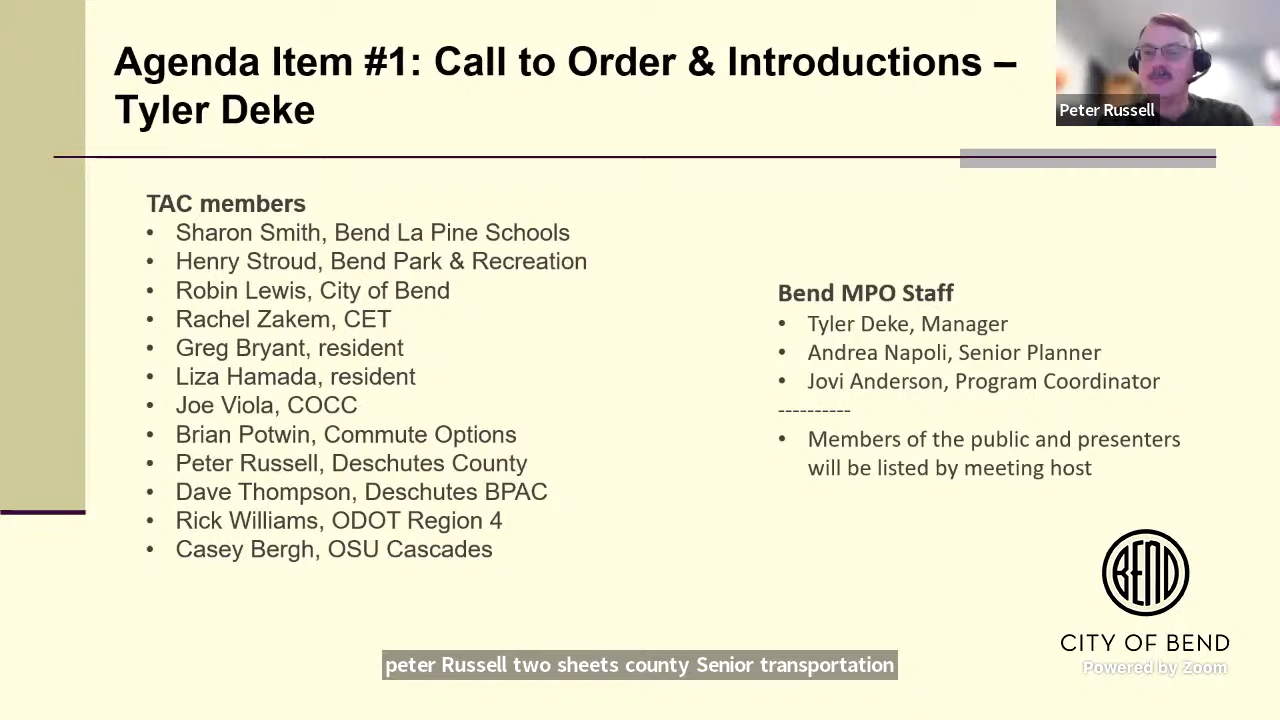 Agenda Item #1: Call to Order & Introductions –
Tyler Deke
Peter Russell
TAC members
• Sharon Smith, Bend La Pine Schools
• Henry Stroud, Bend Park & Recreation
• Robin Lewis, City of Bend
• Rachel Zakem, CET
• Greg Bryant, resident
• Liza Hamada, resident
• Joe Viola, COCC
• Brian Potwin, Commute Options
• Peter Russell, Deschutes County
• Dave Thompson, Deschutes BPAC
• Rick Williams, ODOT Region 4
• Casey Bergh, OSU Cascades
Bend MPO Staff
• Tyler Deke, Manager
• Andrea Napoli, Senior Planner
• Jovi Anderson, Program Coordinator
----------
• Members of the public and presenters
will be listed by meeting host
BEND
CITY OF BEND
Powered by Zoom
peter Russell two sheets county Senior transportation